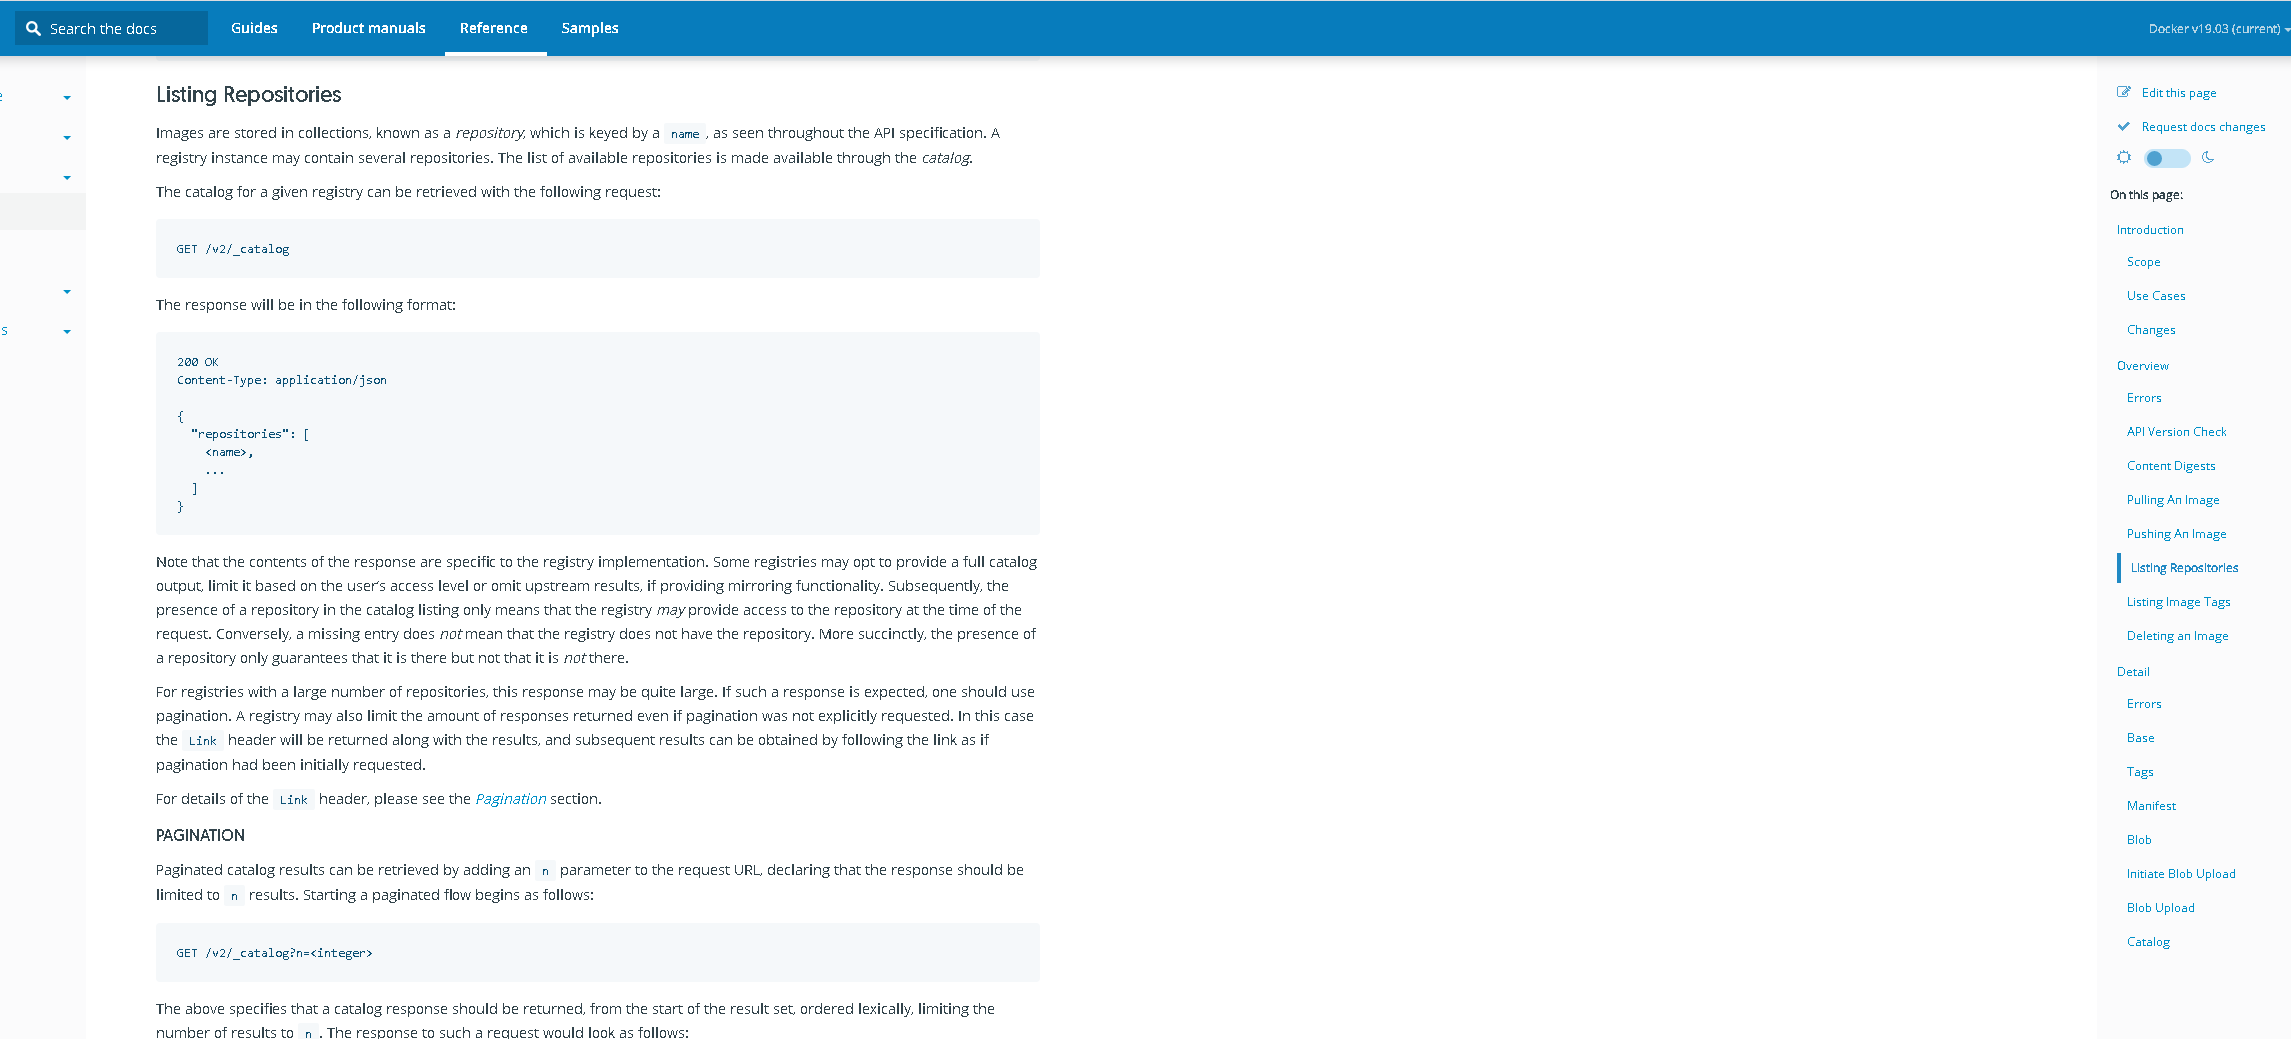 Search the docs
Guides
Product manuals
Reference
Samples
Docker v19.03 (current)
e
s
Listing Repositories
Images are stored in collections, known as a repository, which is keyed by a name, as seen throughout the API specification. A
registry instance may contain several repositories. The list of available repositories is made available through the catalog.
The catalog for a given registry can be retrieved with the following request:
GET /v2/_catalog
The response will be in the following format:
200 OK
Content-Type: application/json
{
"repositories": [
<name>,
...
]
}
Note that the contents of the response are specific to the registry implementation. Some registries may opt to provide a full catalog
output, limit it based on the user's access level or omit upstream results, if providing mirroring functionality. Subsequently, the
presence of a repository in the catalog listing only means that the registry may provide access to the repository at the time of the
request. Conversely, a missing entry does not mean that the registry does not have the repository. More succinctly, the presence of
a repository only guarantees that it is there but not that it is not there.
For registries with a large number of repositories, this response may be quite large. If such a response is expected, one should use
pagination. A registry may also limit the amount of responses returned even if pagination was not explicitly requested. In this case
the Link header will be returned along with the results, and subsequent results can be obtained by following the link as if
pagination had been initially requested.
For details of the Link header, please see the Pagination section.
PAGINATION
Paginated catalog results can be retrieved by adding an n parameter to the request URL, declaring that the response should be
limited to n results. Starting a paginated flow begins as follows:
GET /v2/_catalog?n=<integer>
The above specifies that a catalog response should be returned, from the start of the result set, ordered lexically, limiting the
number of results to n. The response to such a request would look as follows:
Edit this page
Request docs changes
On this page:
Introduction
Scope
Use Cases
Changes
Overview
Errors
API Version Check
Content Digests
Pulling An Image
Pushing An Image
Listing Repositories
Listing Image Tags
Deleting an Image
Detail
Errors
Base
Tags
Manifest
Blob
Initiate Blob Upload
Blob Upload
Catalog